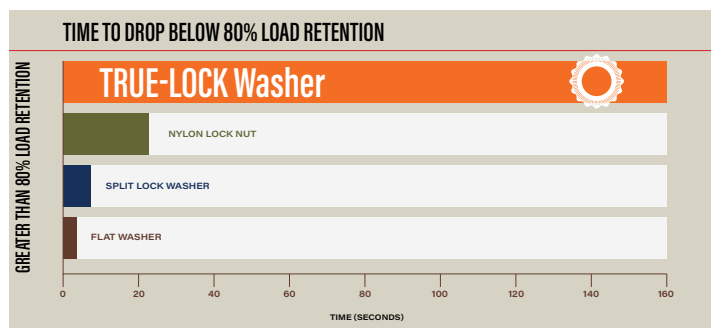 TIME TO DROP BELOW 80% LOAD RETENTION
GREATER THAN 80% LOAD RETENTION
TRUE-LOCK Washer
NYLON LOCK NUT
SPLIT LOCK WASHER
FLAT WASHER
0 20 40 60 80 100 120 140 160
TIME (SECONDS)